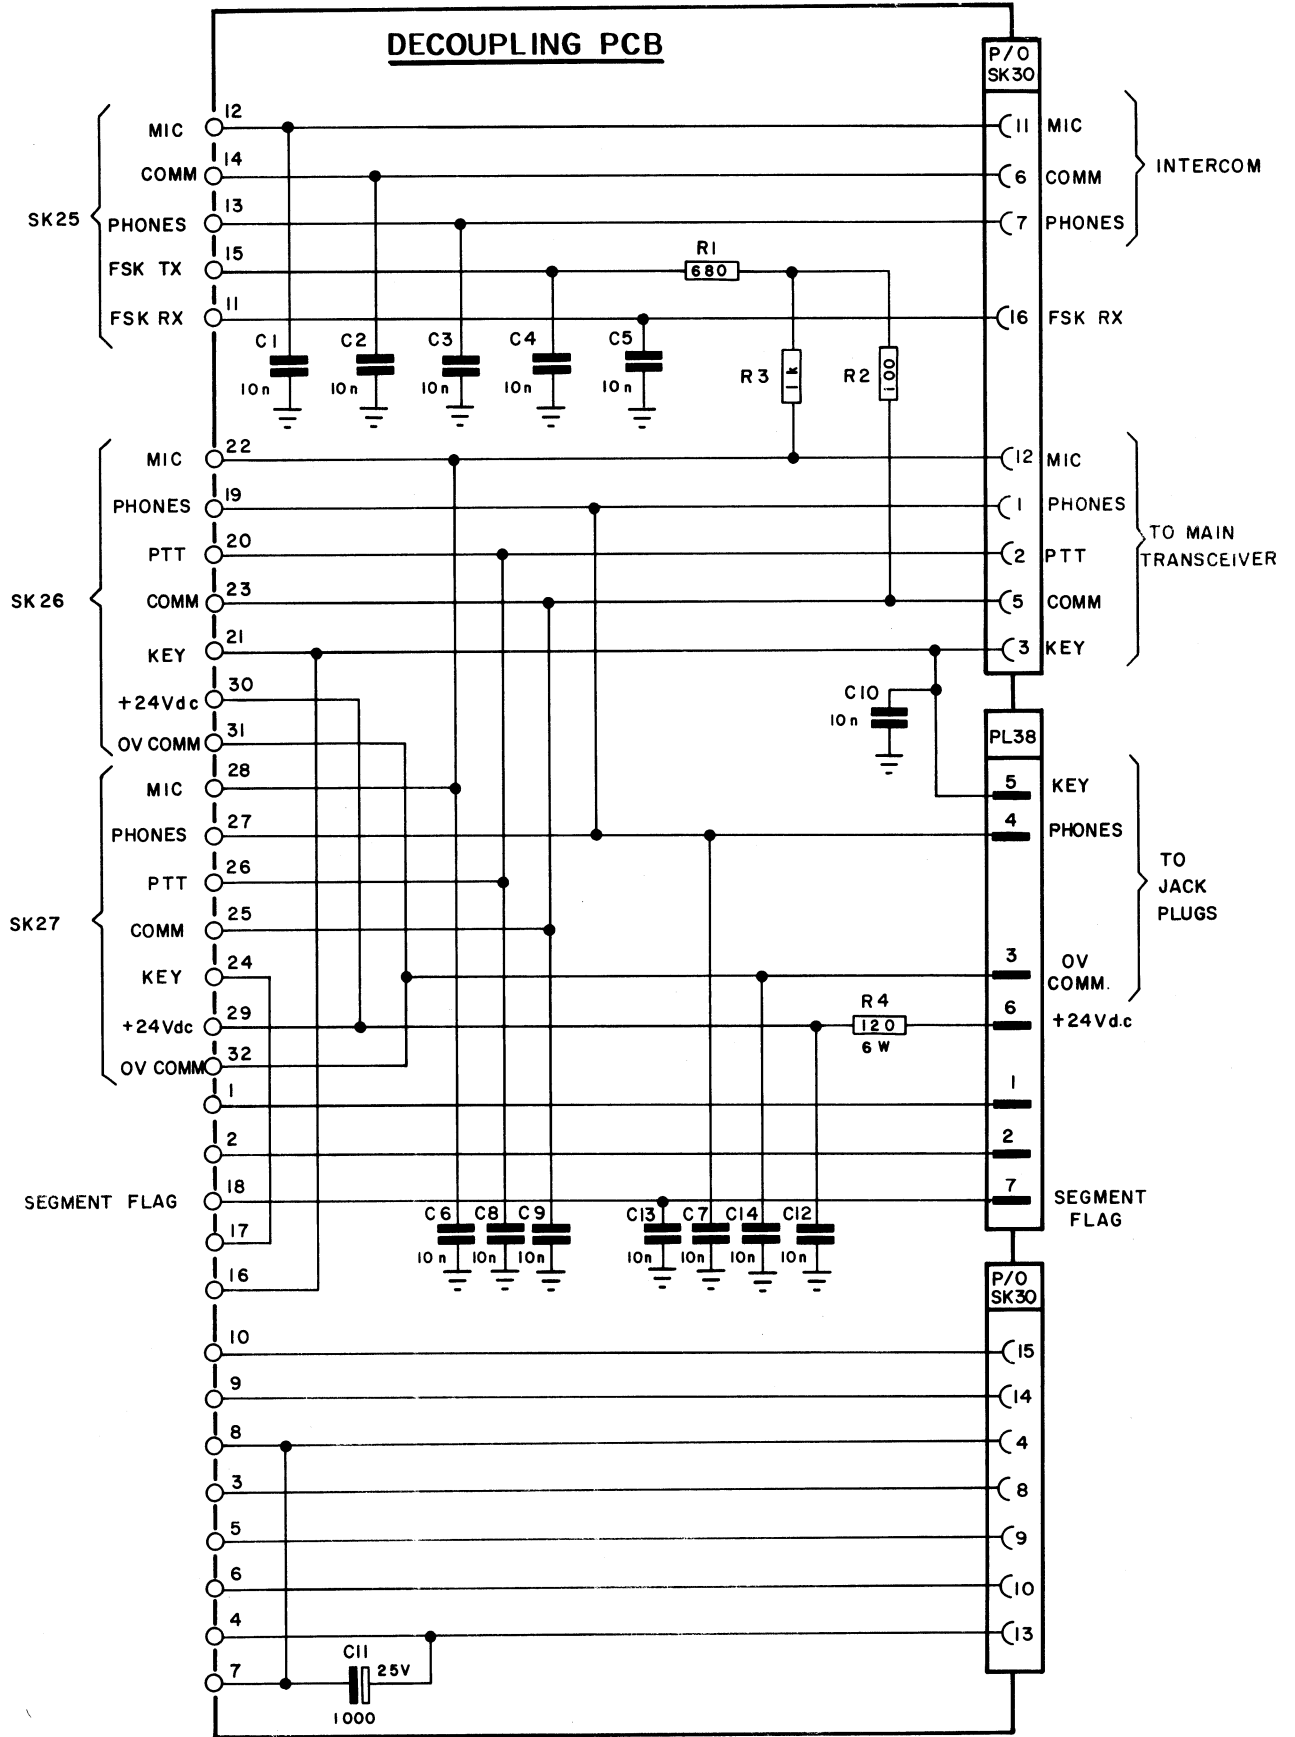 DECOUPLING PCB
P/O
SK30
12
MIC
11 MIC
14
COMM
6 COMM
INTERCOM
13
SK25
PHONES
7 PHONES
15
FSK TX
R1
680
11
FSK RX
16 FSK RX
C1
10n
C2
10n
C3
10n
C4
10n
C5
10n
R3
1k
R2
100
22
MIC
12 MIC
19
PHONES
1 PHONES
20
PTT
2 PTT
TO MAIN
TRANSCEIVER
23
SK26
COMM
5 COMM
21
KEY
3 KEY
30
+24Vdc
C10
10n
31
OV COMM
PL38
28
MIC
5
KEY
27
PHONES
4
PHONES
26
PTT
TO
JACK
PLUGS
25
SK27
COMM
24
KEY
3
OV
COMM.
29
+24Vdc
R4
120
6W
6
+24Vd.c
32
OV COMM
1
1
2
2
18
SEGMENT FLAG
7
SEGMENT
FLAG
17
C6
10n
C8
10n
C9
10n
C13
10n
C7
10n
C14
10n
C12
10n
16
P/O
SK30
10
15
9
14
8
4
3
8
5
9
6
10
4
13
7
C11
25V
1000